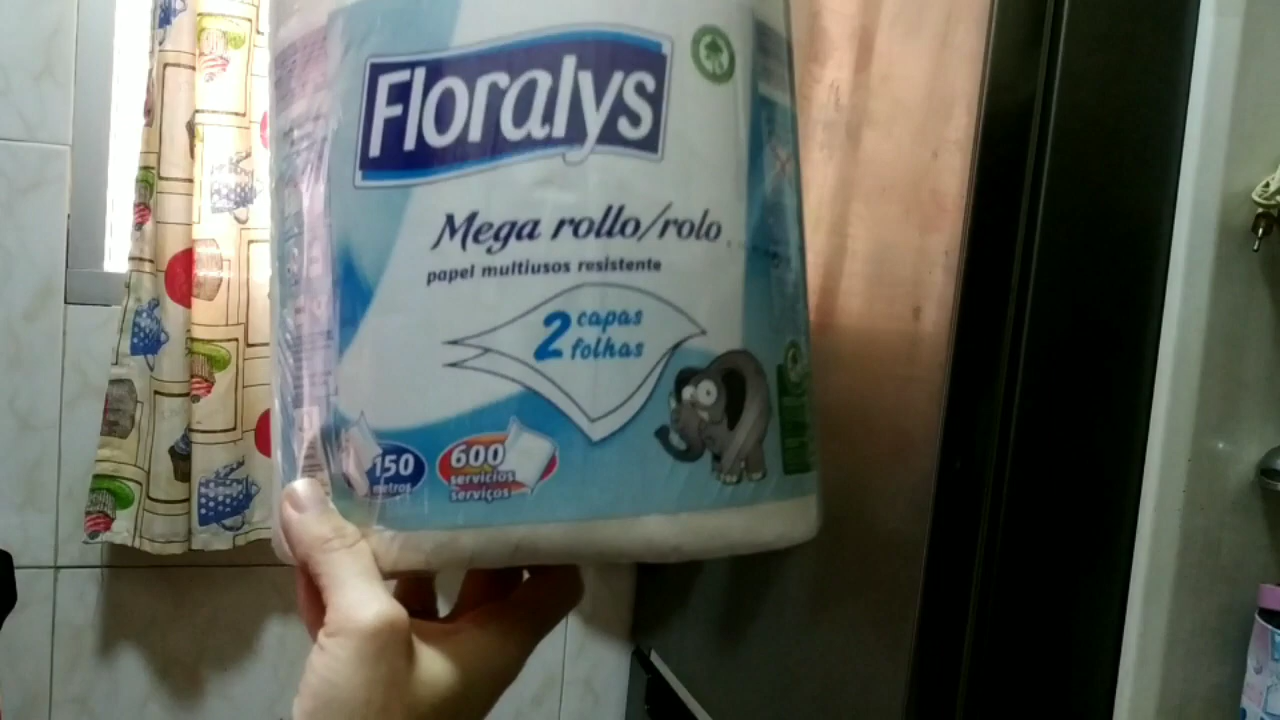 Floralys
Mega rollo/rolo
papel multiusos resistente
2 capas
folhas
150
metros
600
servicios
serviços